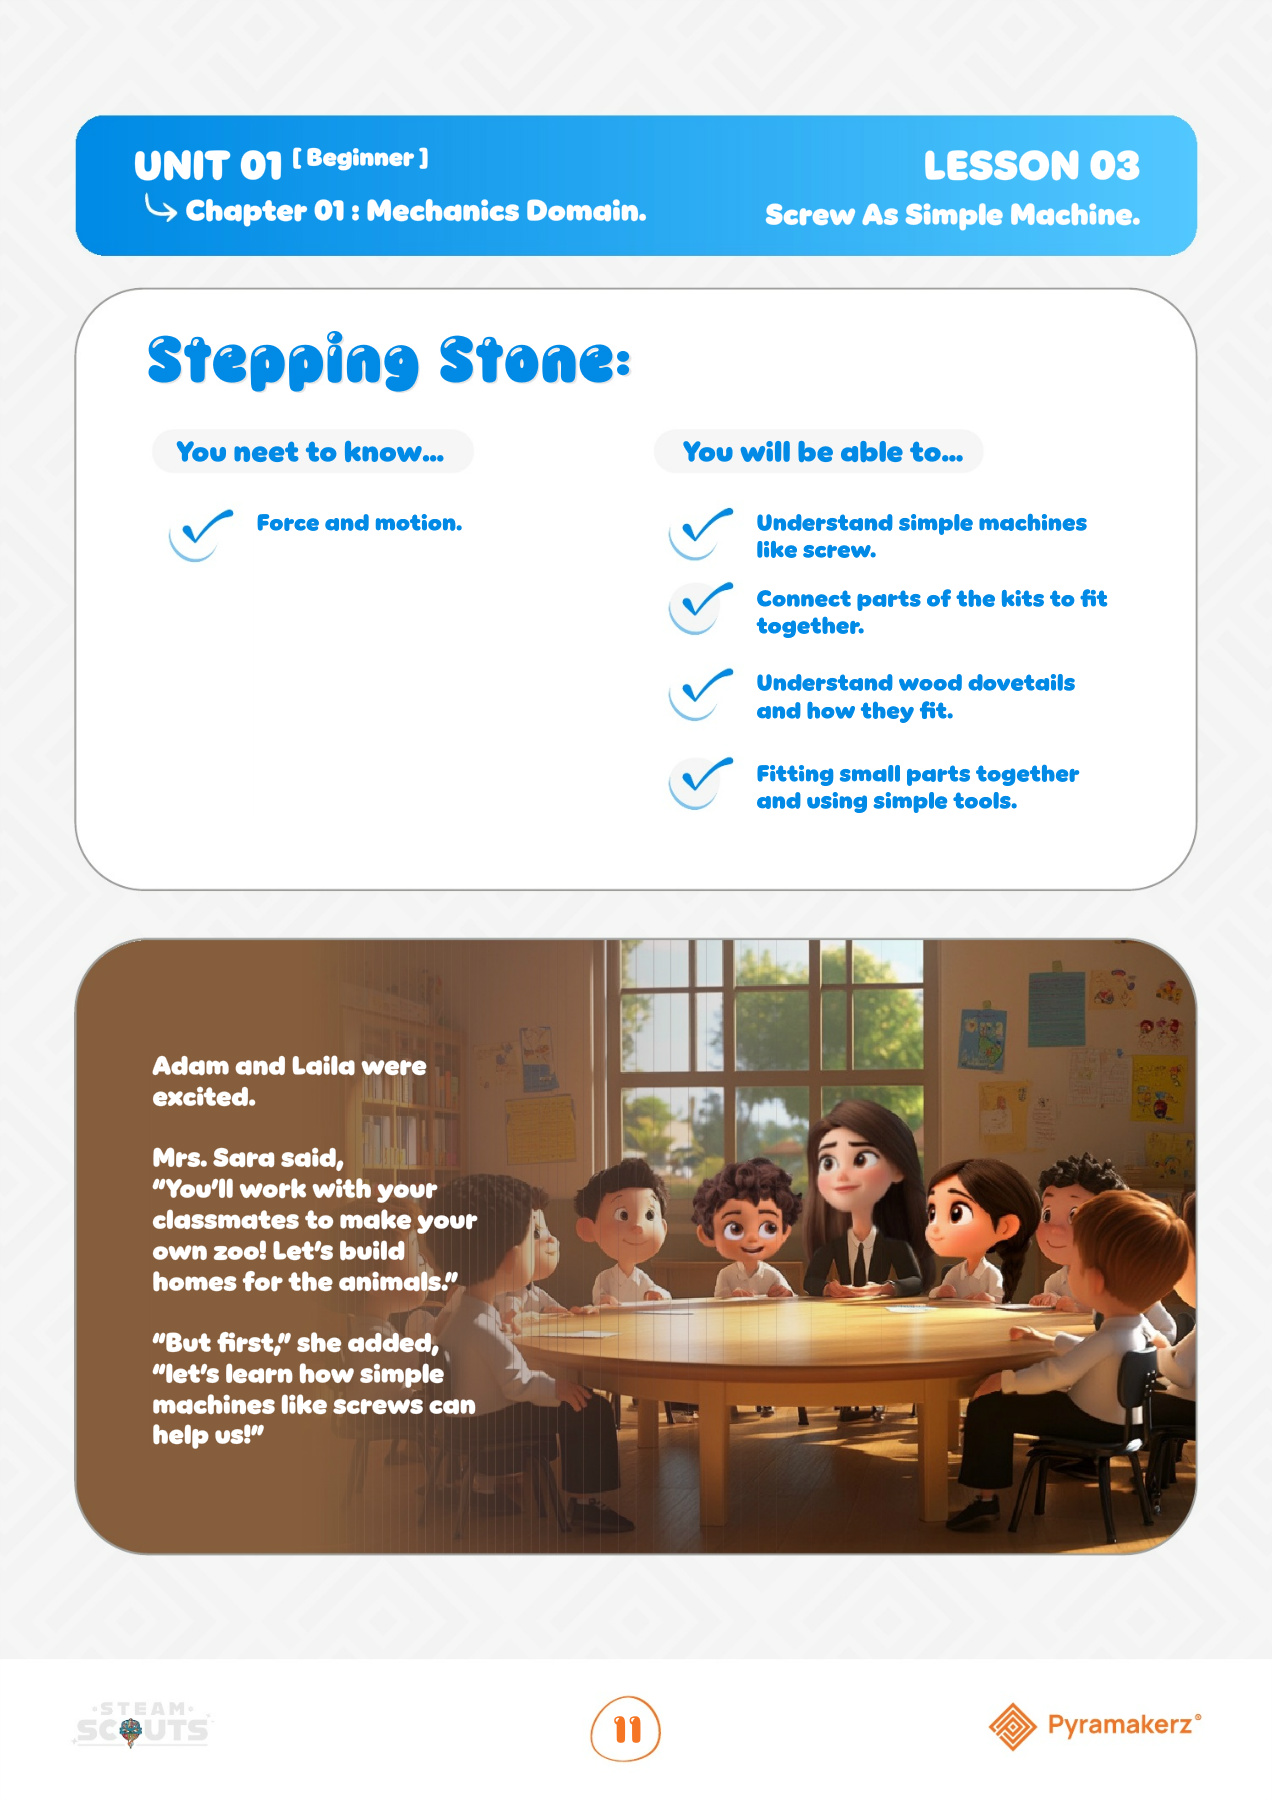 UNIT 01 [ Beginner ]
Chapter 01 : Mechanics Domain.
LESSON 03
Screw As Simple Machine.
Stepping Stone:
You neet to know...
Force and motion.
You will be able to...
Understand simple machines
like screw.
Connect parts of the kits to fit
together.
Understand wood dovetails
and how they fit.
Fitting small parts together
and using simple tools.
Adam and Laila were
excited.
Mrs. Sara said,
“You’ll work with your
classmates to make your
own zoo! Let’s build
homes for the animals.”
“But first,” she added,
“let’s learn how simple
machines like screws can
help us!”
STEAM
SCOUTS
11
Pyramakerz®